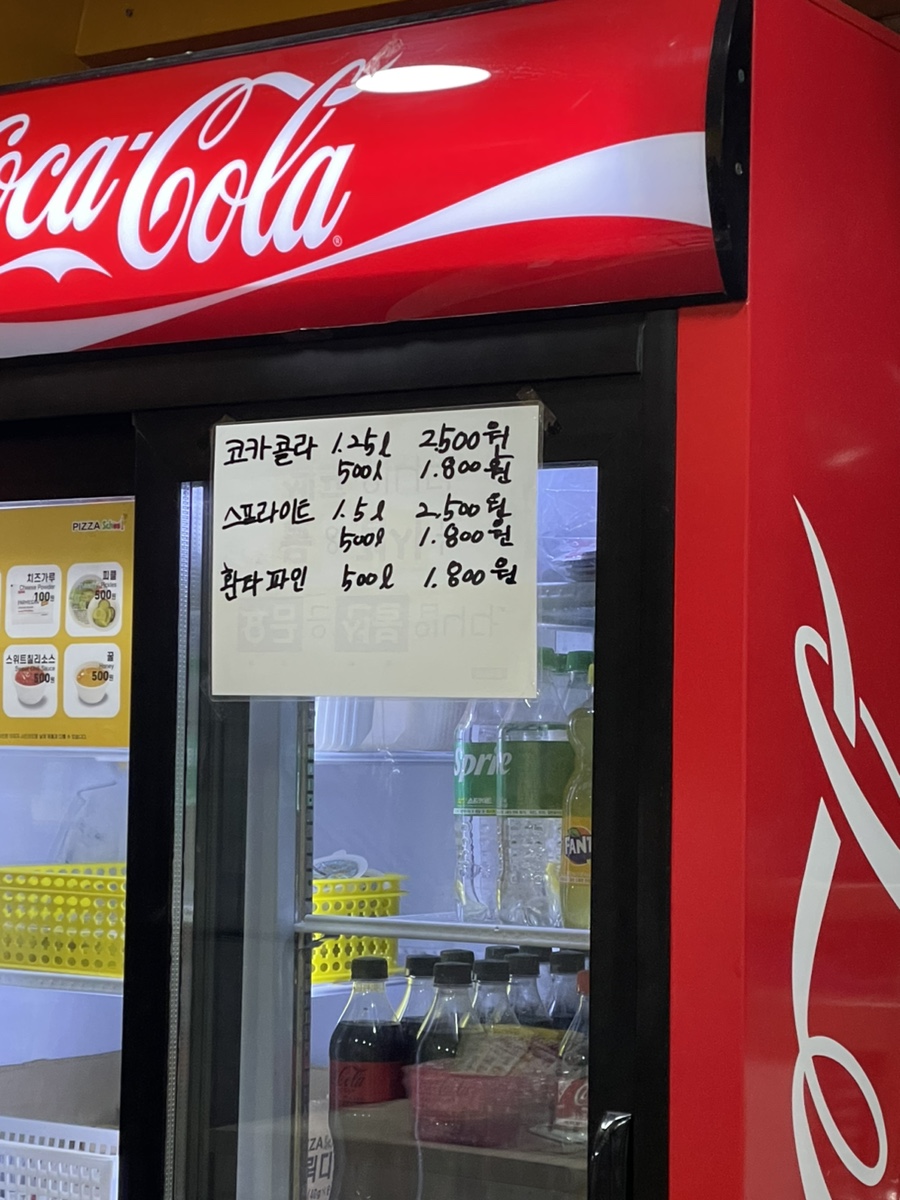 Coca-Cola
코카콜라 1.25l 2,500원
500l 1.800원
스프라이트 1.5l 2,500원
500l 1.800원
환타파인 500l 1.800원
PIZZA School
치즈가루
Cheese Powder
100원
피클
Pickles
500원
스위트칠리소스
Sweet Chili Sauce
꿀
Honey
500원
Sprite
FANTA